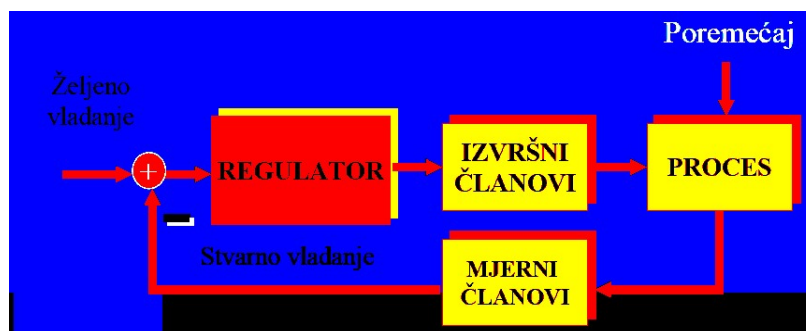 Poremećaj
Željeno
vladanje
+
REGULATOR
IZVRŠNI
ČLANOVI
PROCES
Stvarno vladanje
MJERNI
ČLANOVI